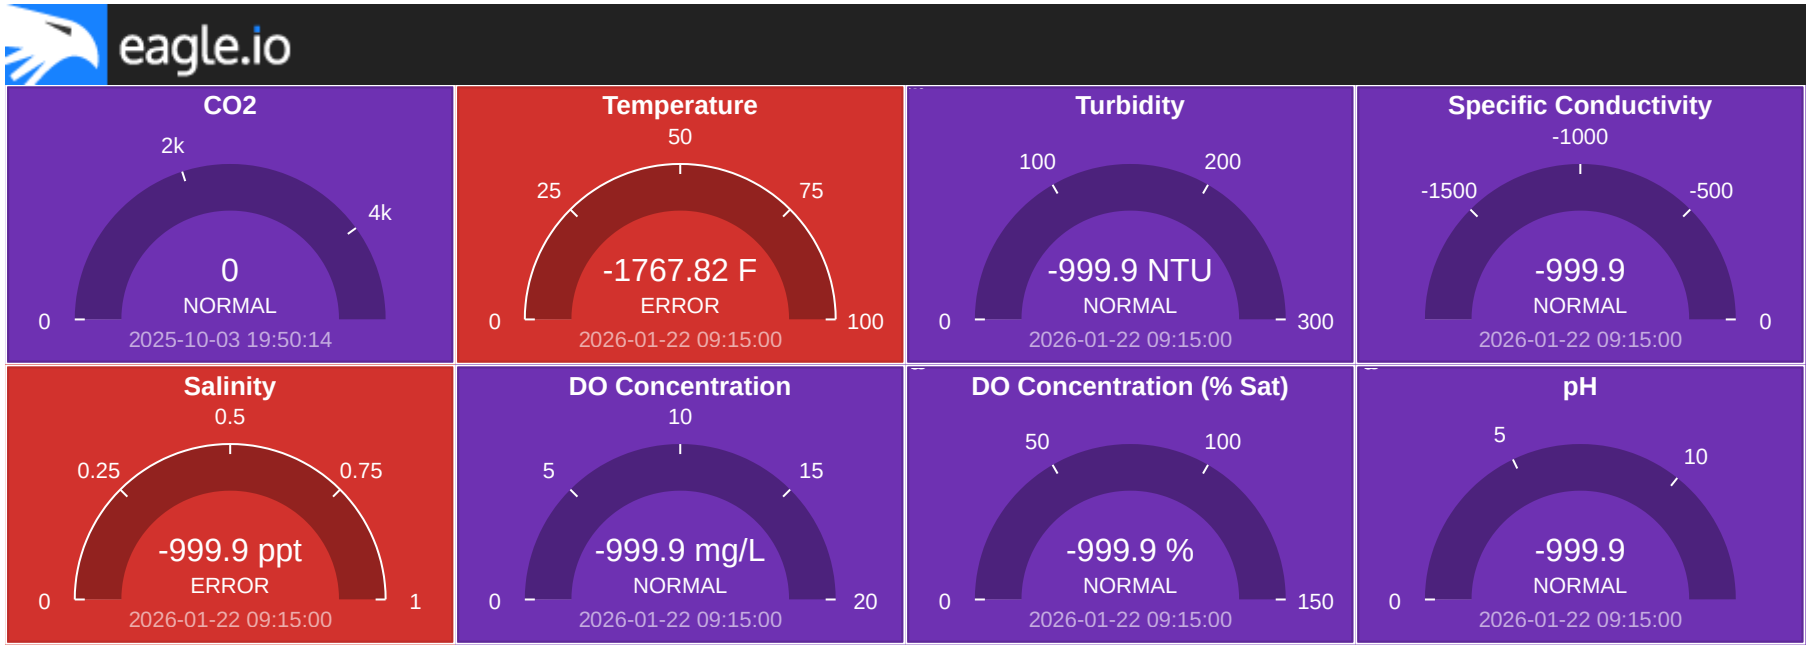 eagle.io
CO2
2k
4k
0
0
NORMAL
2025-10-03 19:50:14
Temperature
50
25
75
-1767.82 F
ERROR
0
100
2026-01-22 09:15:00
Turbidity
100
200
-999.9 NTU
NORMAL
0
300
2026-01-22 09:15:00
Specific Conductivity
-1000
-1500
-500
-999.9
NORMAL
0
2026-01-22 09:15:00
Salinity
0.5
0.25
0.75
-999.9 ppt
ERROR
0
1
2026-01-22 09:15:00
DO Concentration
10
5
15
-999.9 mg/L
NORMAL
0
20
2026-01-22 09:15:00
DO Concentration (% Sat)
50
100
-999.9 %
NORMAL
0
150
2026-01-22 09:15:00
pH
5
10
-999.9
NORMAL
0
2026-01-22 09:15:00